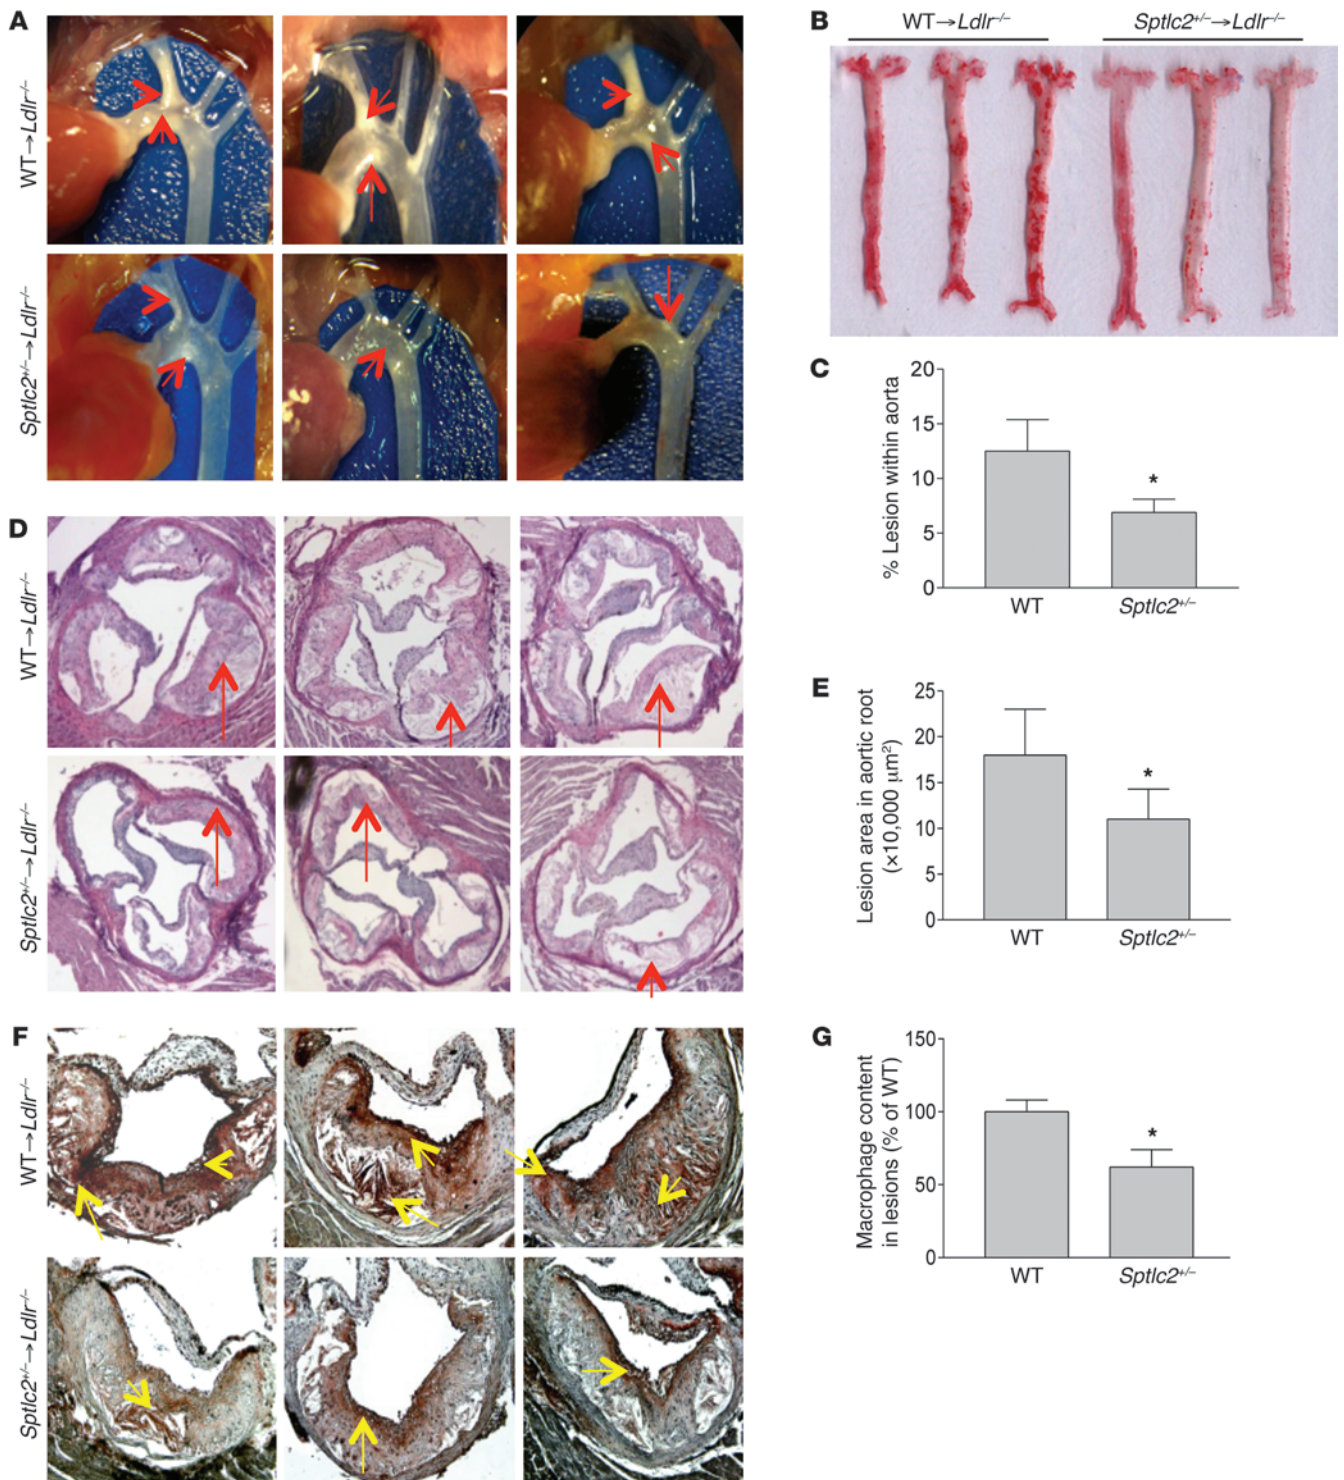 A
WT→Ldlr⁻/⁻
Sptlc2⁺/⁻→Ldlr⁻/⁻
B
WT→Ldlr⁻/⁻ Sptlc2⁺/⁻→Ldlr⁻/⁻
C
% Lesion within aorta
20
15
10
5
0
*
WT Sptlc2⁺/⁻
D
WT→Ldlr⁻/⁻
Sptlc2⁺/⁻→Ldlr⁻/⁻
E
Lesion area in aortic root
(×10,000 μm²)
25
20
15
10
5
0
*
WT Sptlc2⁺/⁻
F
WT→Ldlr⁻/⁻
Sptlc2⁺/⁻→Ldlr⁻/⁻
G
Macrophage content
in lesions (% of WT)
150
100
50
0
*
WT Sptlc2⁺/⁻